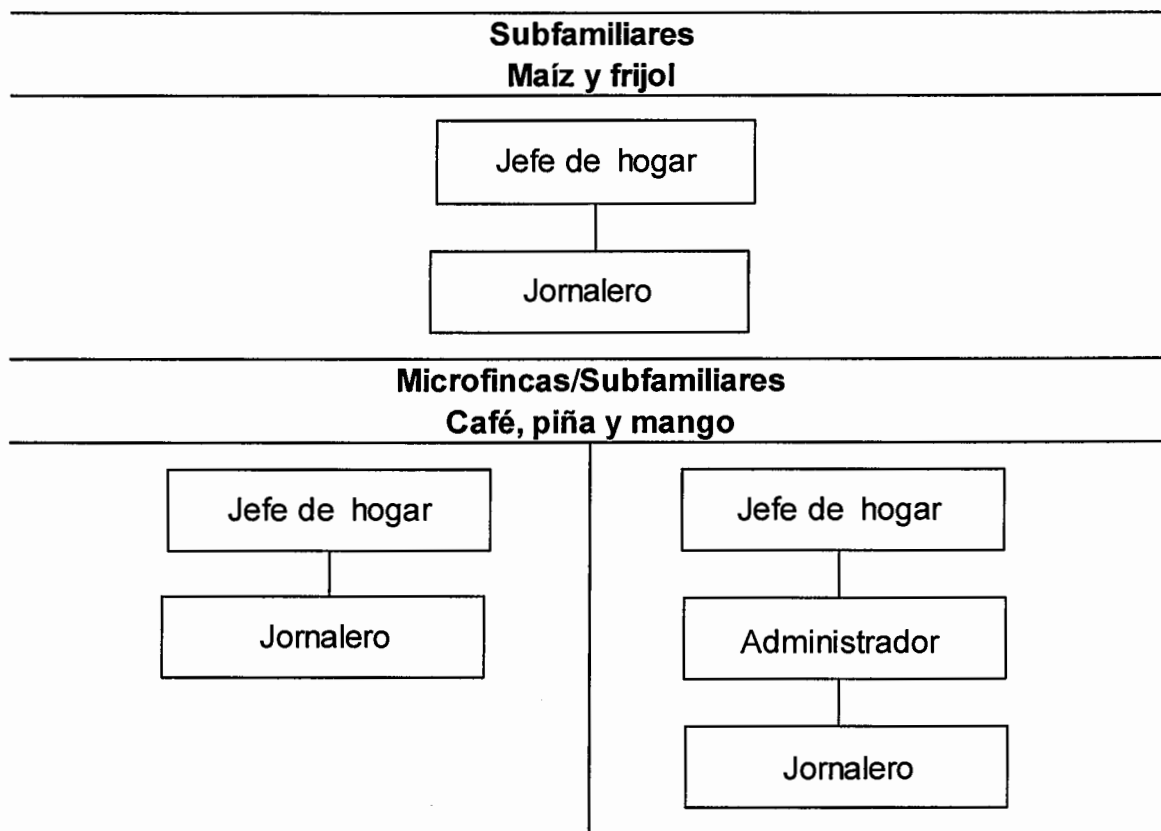 Subfamiliares
Maíz y frijol
Jefe de hogar
Jornalero
Microfincas/Subfamiliares
Café, piña y mango
Jefe de hogar
Jornalero
Jefe de hogar
Administrador
Jornalero